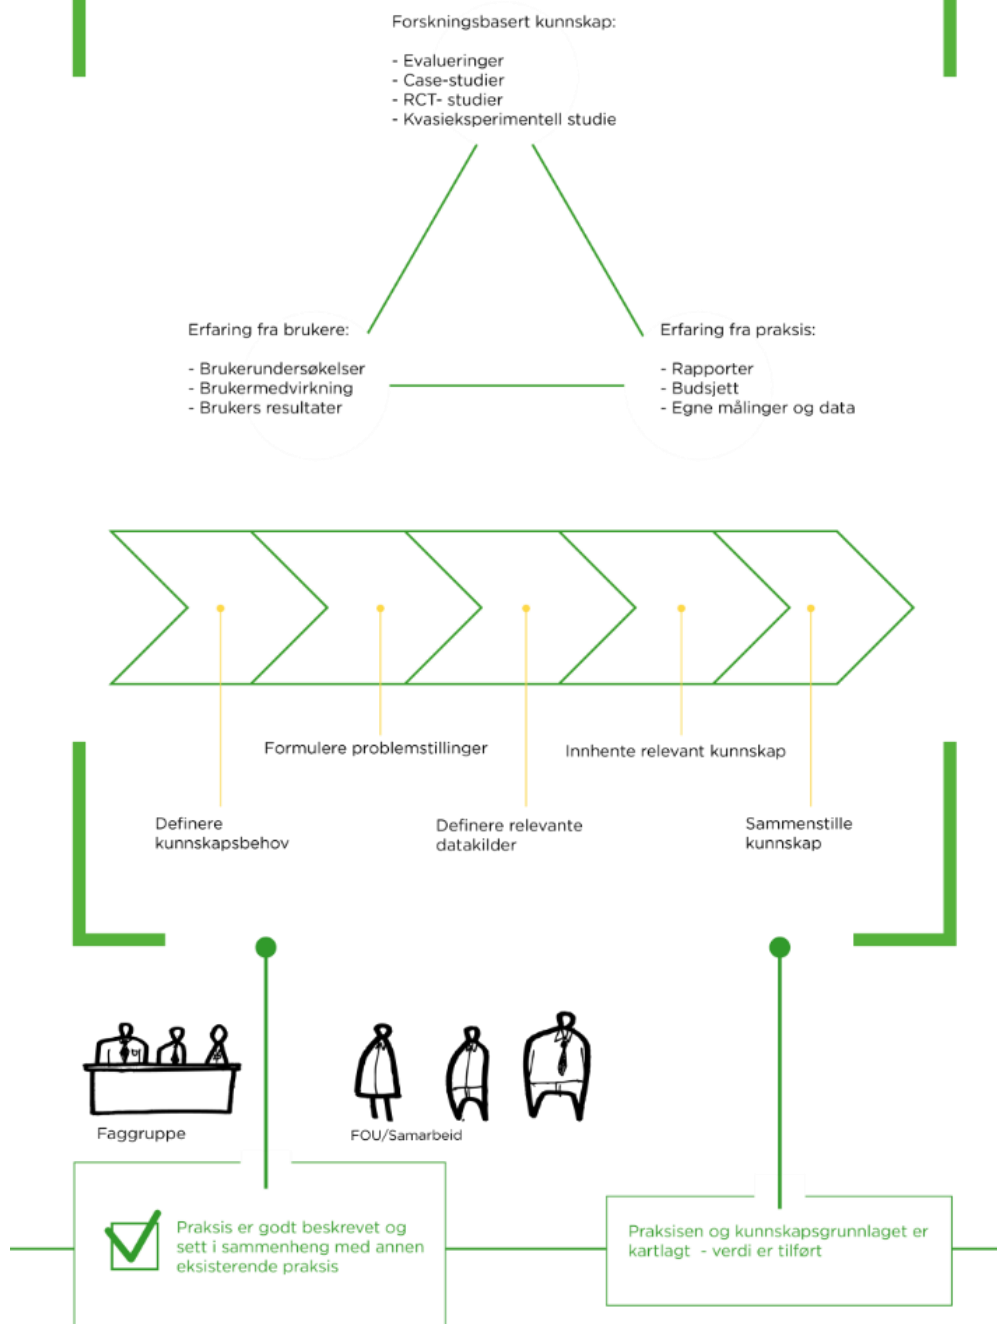 Forskningsbasert kunnskap:
- Evalueringer
- Case-studier
- RCT- studier
- Kvasieksperimentell studie
Erfaring fra brukere:
- Brukerundersøkelser
- Brukermedvirkning
- Brukers resultater
Erfaring fra praksis:
- Rapporter
- Budsjett
- Egne målinger og data
Formulere problemstillinger
Innhente relevant kunnskap
Definere
kunnskapsbehov
Definere relevante
datakilder
Sammenstille
kunnskap
Faggruppe
FOU/Samarbeid
Praksis er godt beskrevet og
sett i sammenheng med annen
eksisterende praksis
Praksisen og kunnskapsgrunnlaget er
kartlagt - verdi er tilført